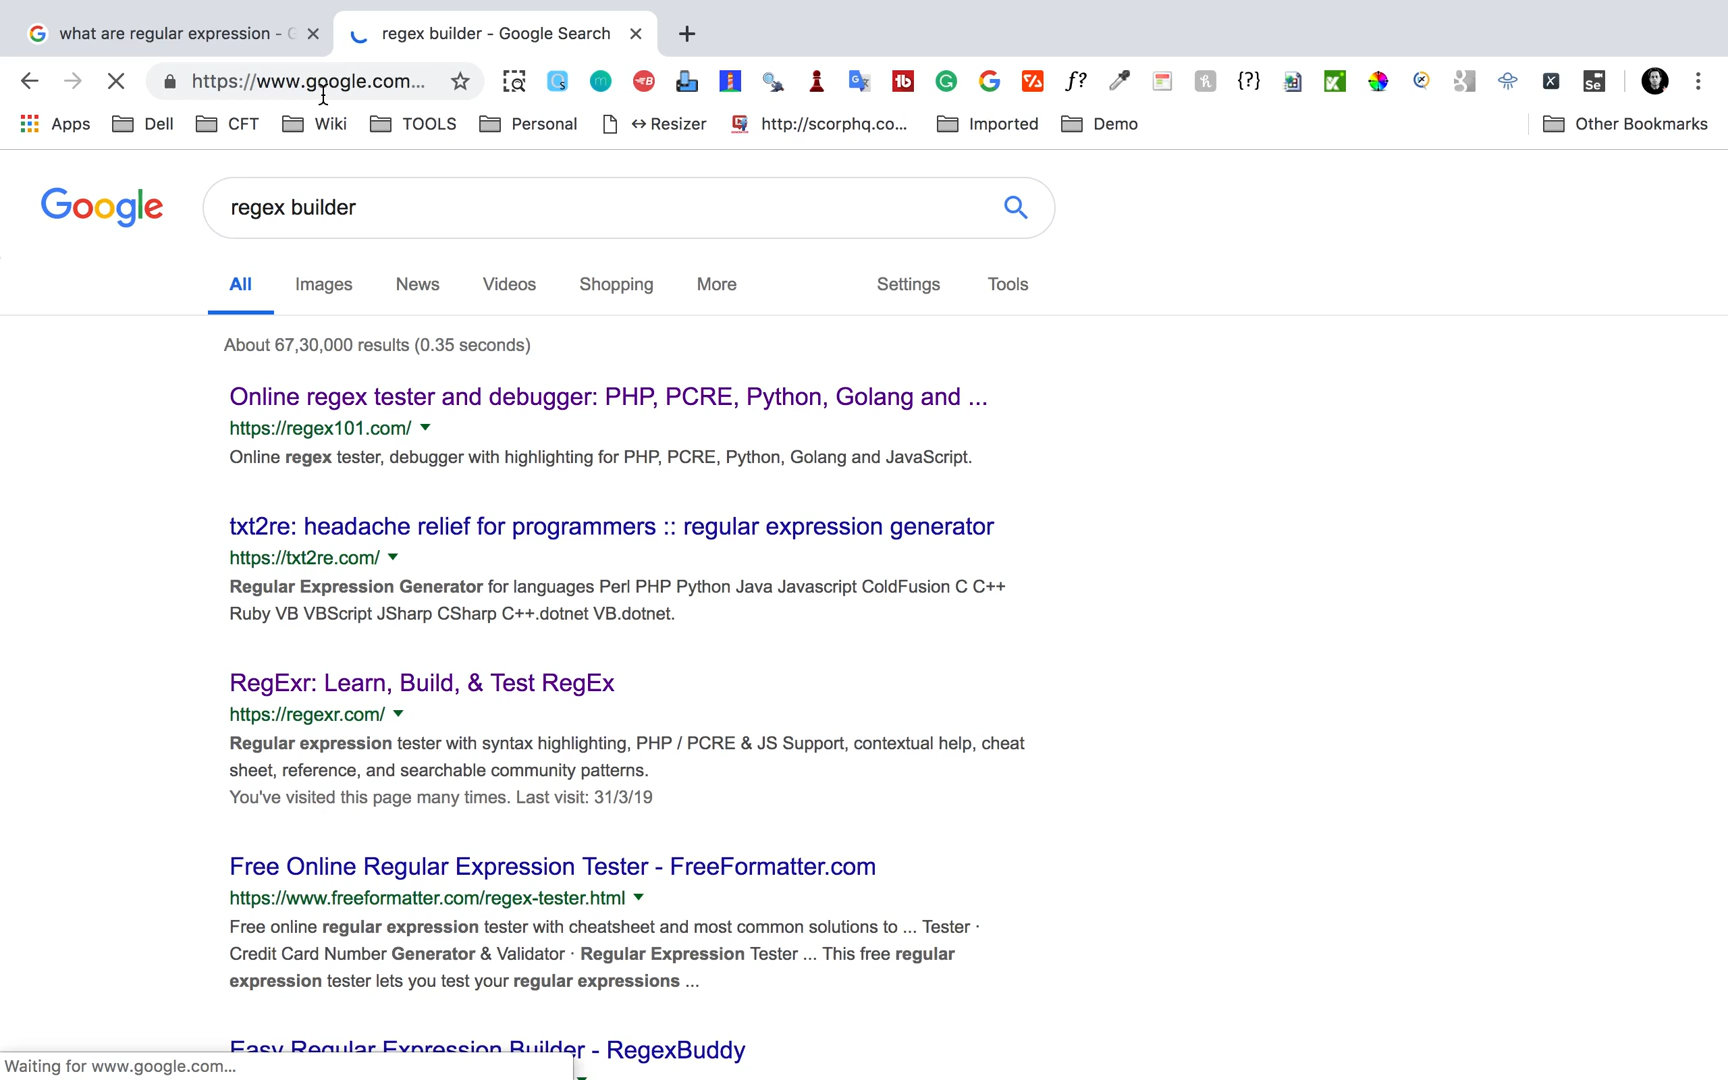 what are regular expression - G
regex builder - Google Search
https://www.google.com...
Apps Dell CFT Wiki TOOLS Personal ↔Resizer http://scorphq.co... Imported Demo Other Bookmarks
Google
regex builder
All Images News Videos Shopping More Settings Tools
About 67,30,000 results (0.35 seconds)
Online regex tester and debugger: PHP, PCRE, Python, Golang and ...
https://regex101.com/
Online regex tester, debugger with highlighting for PHP, PCRE, Python, Golang and JavaScript.
txt2re: headache relief for programmers :: regular expression generator
https://txt2re.com/
Regular Expression Generator for languages Perl PHP Python Java Javascript ColdFusion C C++
Ruby VB VBScript JSharp CSharp C++.dotnet VB.dotnet.
RegExr: Learn, Build, & Test RegEx
https://regexr.com/
Regular expression tester with syntax highlighting, PHP / PCRE & JS Support, contextual help, cheat
sheet, reference, and searchable community patterns.
You've visited this page many times. Last visit: 31/3/19
Free Online Regular Expression Tester - FreeFormatter.com
https://www.freeformatter.com/regex-tester.html
Free online regular expression tester with cheatsheet and most common solutions to ... Tester ·
Credit Card Number Generator & Validator · Regular Expression Tester ... This free regular
expression tester lets you test your regular expressions ...
Easy Regular Expression Builder - RegexBuddy
Waiting for www.google.com...